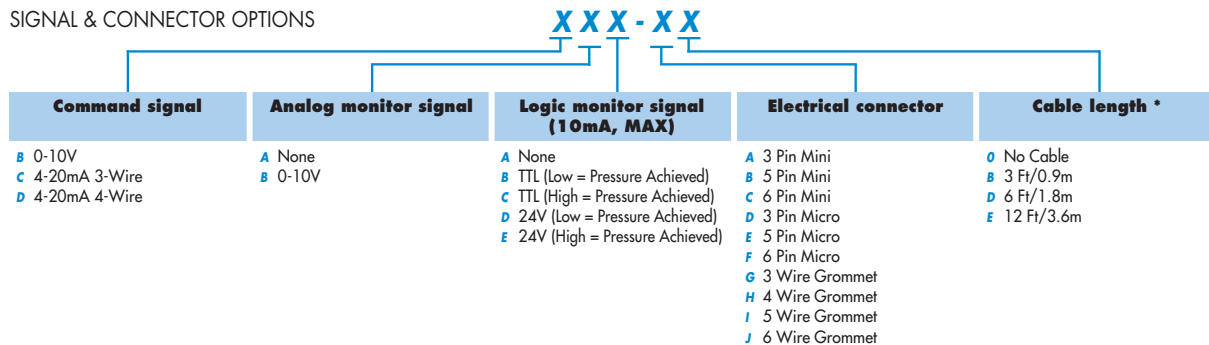 SIGNAL & CONNECTOR OPTIONS
X X X - X X
Command signal
B 0-10V
C 4-20mA 3-Wire
D 4-20mA 4-Wire
Analog monitor signal
A None
B 0-10V
Logic monitor signal
(10mA, MAX)
A None
B TTL (Low = Pressure Achieved)
C TTL (High = Pressure Achieved)
D 24V (Low = Pressure Achieved)
E 24V (High = Pressure Achieved)
Electrical connector
A 3 Pin Mini
B 5 Pin Mini
C 6 Pin Mini
D 3 Pin Micro
E 5 Pin Micro
F 6 Pin Micro
G 3 Wire Grommet
H 4 Wire Grommet
I 5 Wire Grommet
J 6 Wire Grommet
Cable length *
0 No Cable
B 3 Ft/0.9m
D 6 Ft/1.8m
E 12 Ft/3.6m